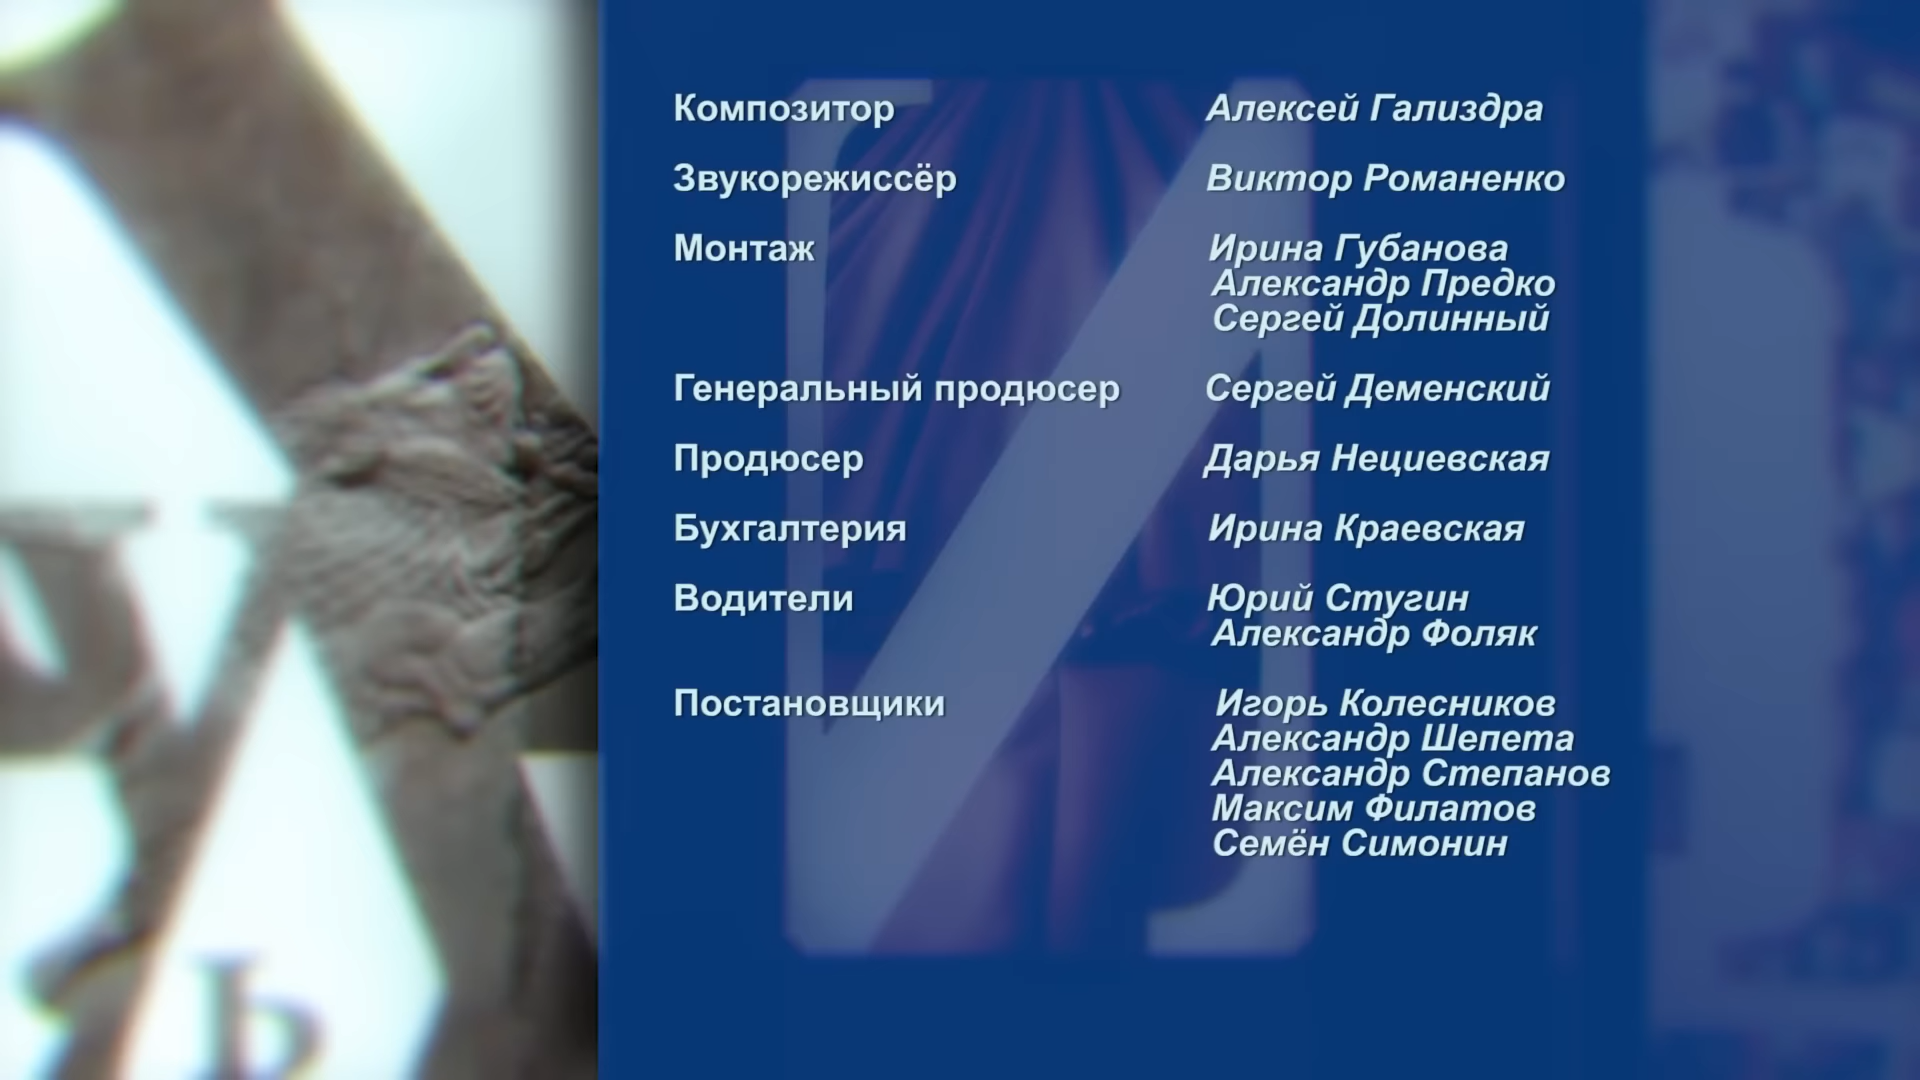 Композитор Алексей Гализдра
Звукорежиссёр Виктор Романенко
Монтаж Ирина Губанова
Александр Предко
Сергей Долинный
Генеральный продюсер Сергей Деменский
Продюсер Дарья Нециевская
Бухгалтерия Ирина Краевская
Водители Юрий Стугин
Александр Фоляк
Постановщики Игорь Колесников
Александр Шепета
Александр Степанов
Максим Филатов
Семён Симонин
Ь